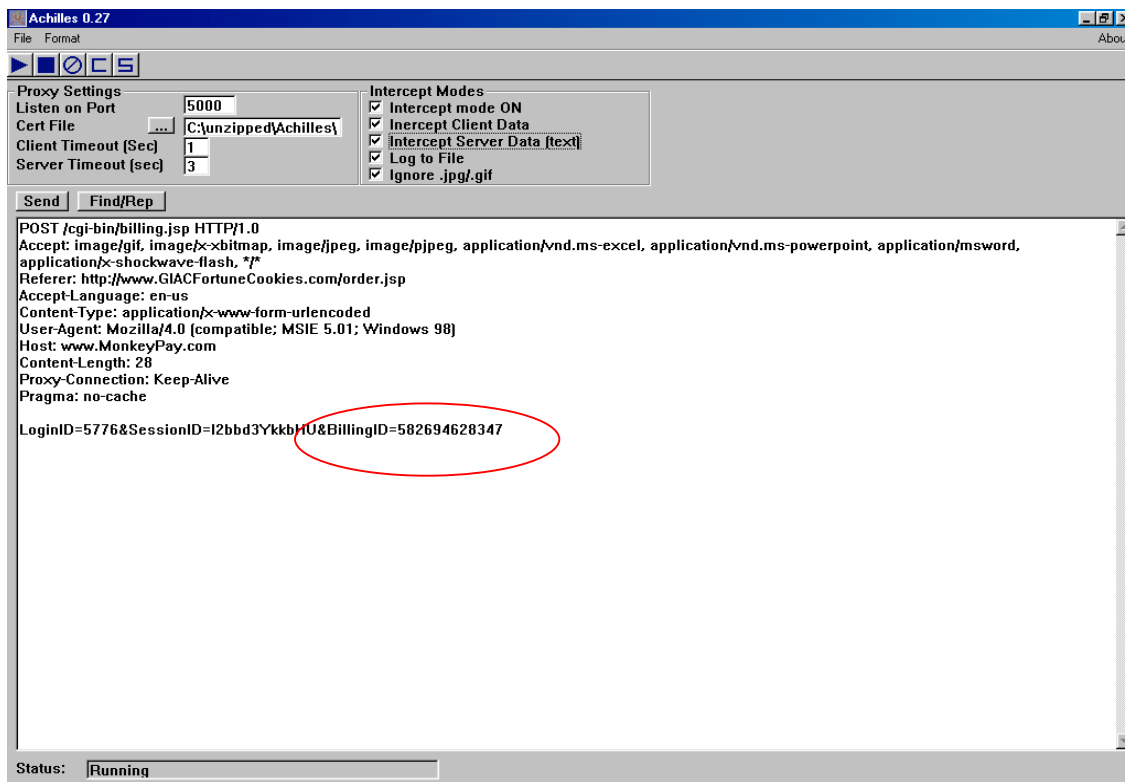 Achilles 0.27
File Format Abou
Proxy Settings
Listen on Port 5000
Cert File ... C:\unzipped\Achilles\
Client Timeout (Sec) 1
Server Timeout (sec) 3
Intercept Modes
Intercept mode ON
Inercept Client Data
Intercept Server Data (text)
Log to File
Ignore .jpg/.gif
Send Find/Rep
POST /cgi-bin/billing.jsp HTTP/1.0
Accept: image/gif, image/x-xbitmap, image/jpeg, image/pjpeg, application/vnd.ms-excel, application/vnd.ms-powerpoint, application/msword,
application/x-shockwave-flash, */*
Referer: http://www.GIACFortuneCookies.com/order.jsp
Accept-Language: en-us
Content-Type: application/x-www-form-urlencoded
User-Agent: Mozilla/4.0 (compatible; MSIE 5.01; Windows 98)
Host: www.MonkeyPay.com
Content-Length: 28
Proxy-Connection: Keep-Alive
Pragma: no-cache
LoginID=5776&SessionID=I2bbd3YkkbHU&BillingID=582694628347
Status: Running